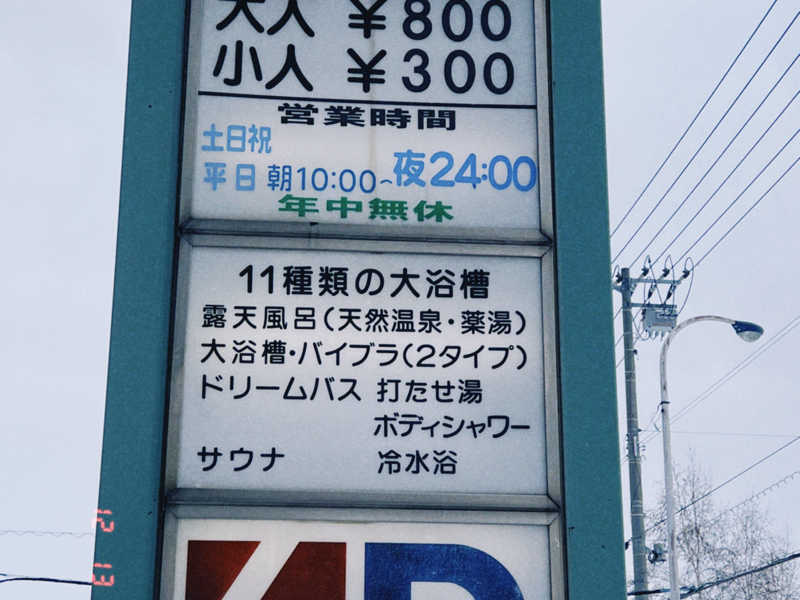 大人 ￥800
小人 ￥300
営業時間
土日祝
平日 朝10:00~夜24:00
年中無休
11種類の大浴槽
露天風呂(天然温泉・薬湯)
大浴槽・バイブラ(2タイプ)
ドリームバス 打たせ湯
ボディシャワー
サウナ 冷水浴
12 13